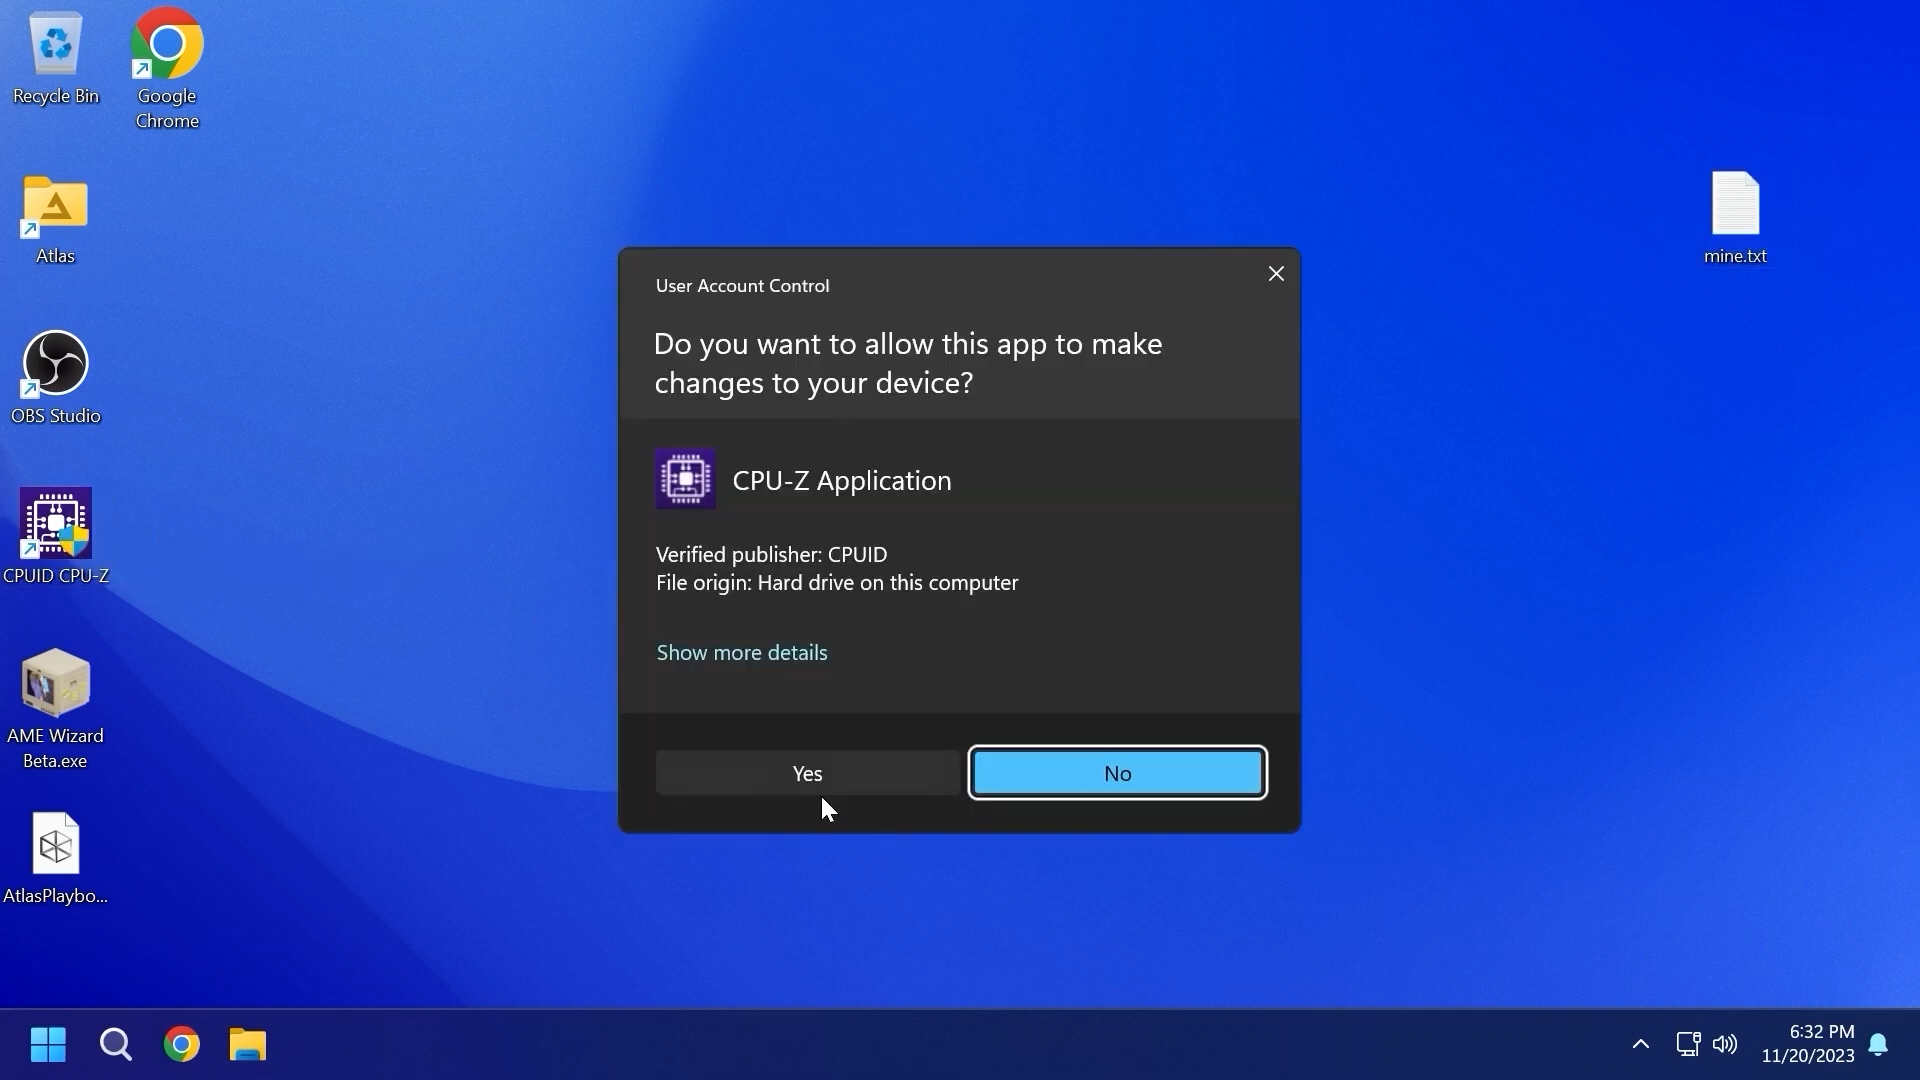 Recycle Bin
Google
Chrome
Atlas
OBS Studio
CPUID CPU-Z
AME Wizard
Beta.exe
AtlasPlaybo...
mine.txt
User Account Control
Do you want to allow this app to make
changes to your device?
CPU-Z Application
Verified publisher: CPUID
File origin: Hard drive on this computer
Show more details
Yes
No
6:32 PM
11/20/2023